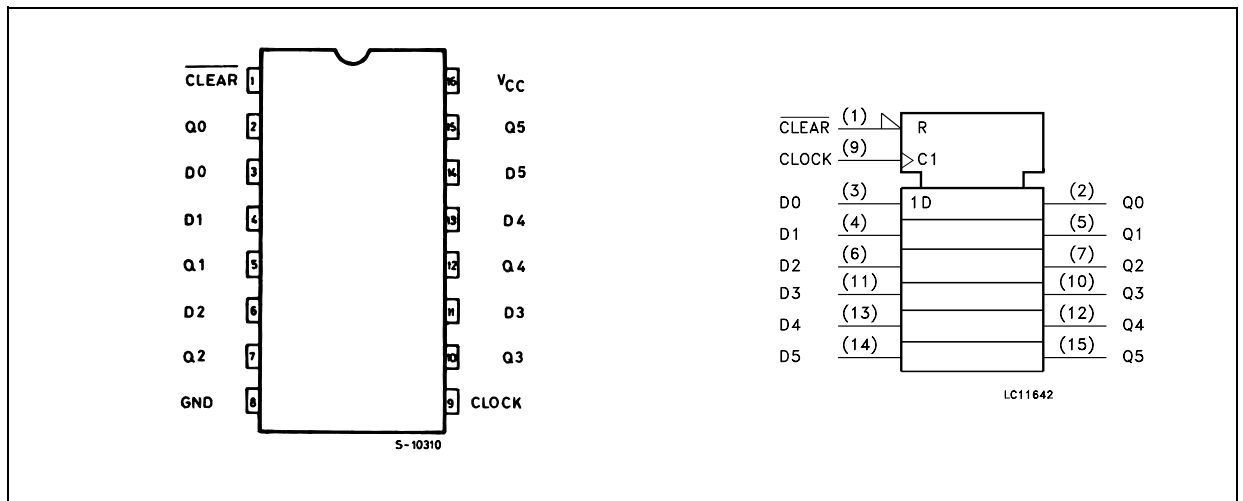 CLEAR 1 16 VCC
Q0 2 15 Q5
D0 3 14 D5
D1 4 13 D4
Q1 5 12 Q4
D2 6 11 D3
Q2 7 10 Q3
GND 8 9 CLOCK
S-10310
CLEAR (1) R
CLOCK (9) C1
D0 (3) 1D (2) Q0
D1 (4) (5) Q1
D2 (6) (7) Q2
D3 (11) (10) Q3
D4 (13) (12) Q4
D5 (14) (15) Q5
LC11642